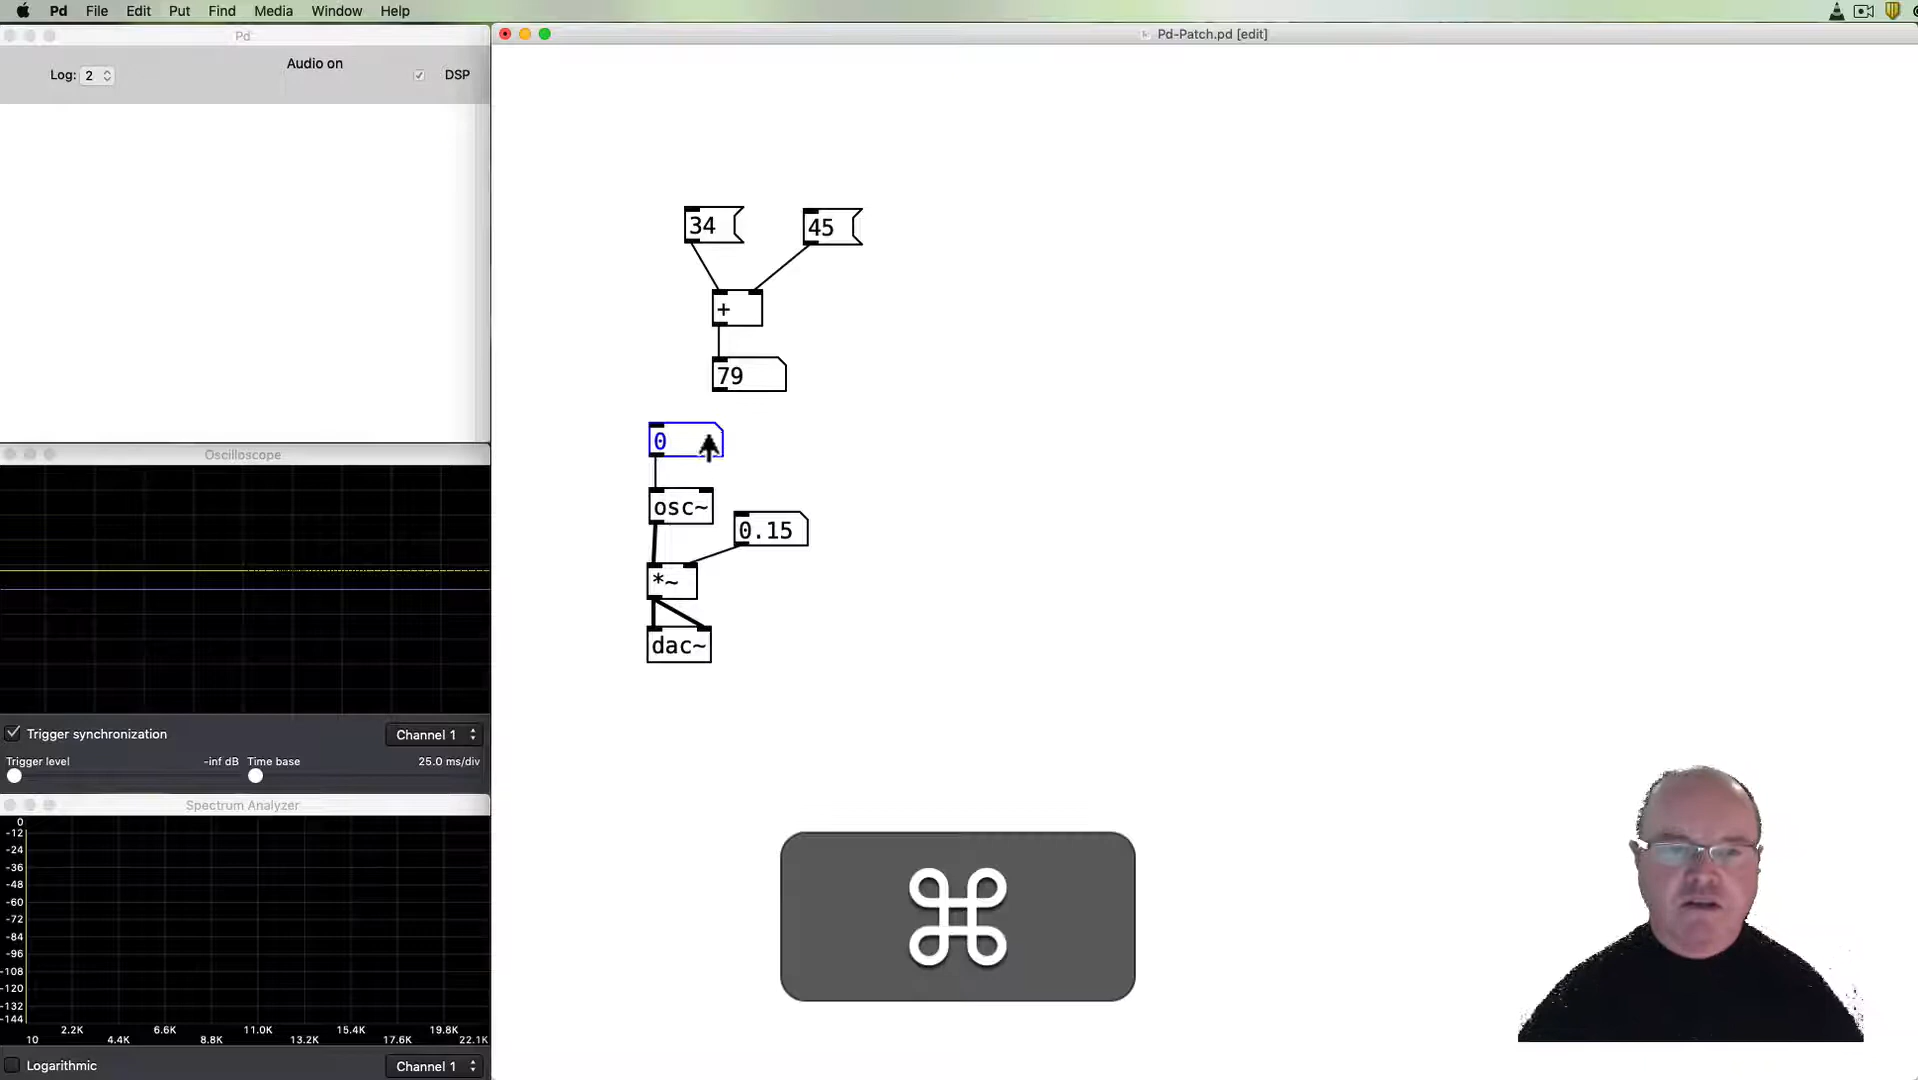 Pd File Edit Put Find Media Window Help
Pd
Log: 2
Audio on
DSP
Pd-Patch.pd [edit]
34
45
+
79
0
osc~
0.15
*~
dac~
Oscilloscope
Trigger synchronization
Channel 1
Trigger level
-inf dB
Time base
25.0 ms/div
Spectrum Analyzer
0
-12
-24
-36
-48
-60
-72
-84
-96
-108
-120
-132
-144
2.2K 6.6K 11.0K 15.4K 19.8K
10 4.4K 8.8K 13.2K 17.6K 22.1K
Logarithmic
Channel 1
⌘